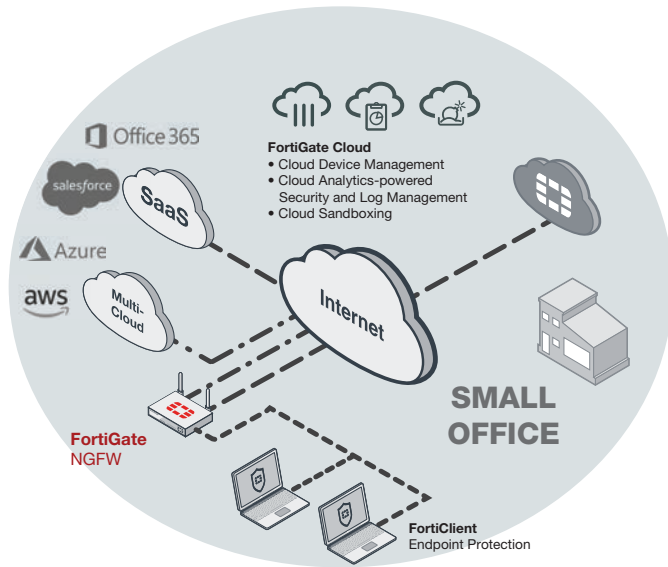 Office 365
FortiGate Cloud
• Cloud Device Management
• Cloud Analytics-powered
Security and Log Management
• Cloud Sandboxing
salesforce
SaaS
Azure
aws
Multi-
Cloud
Internet
SMALL
OFFICE
FortiGate
NGFW
FortiClient
Endpoint Protection